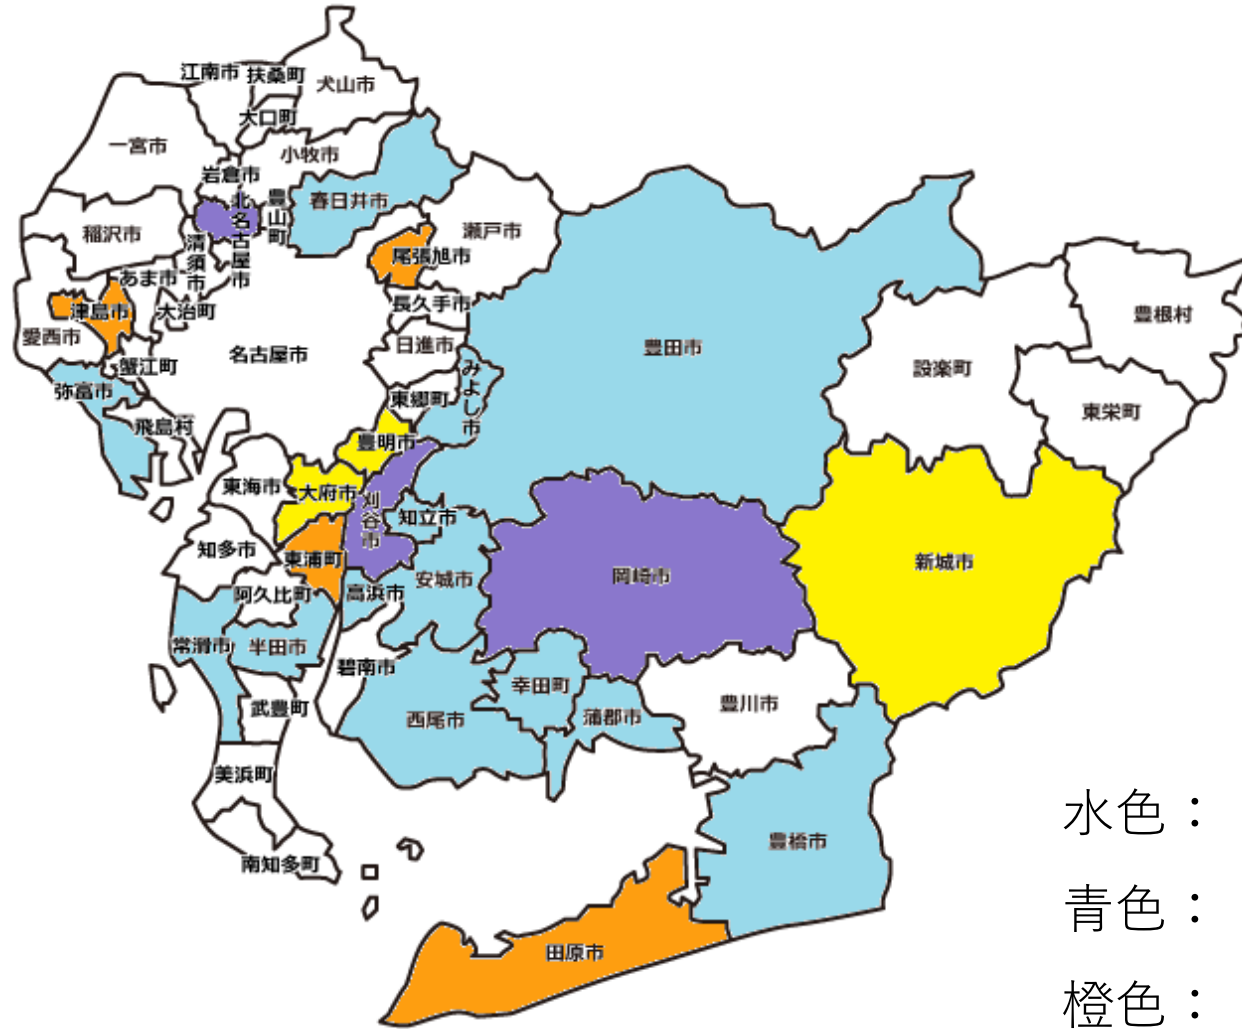 江南市
扶桑町
犬山市
大口町
一宮市
小牧市
岩倉市
春日井市
豊山町
北名古屋市
瀬戸市
稲沢市
清須市
尾張旭市
あま市
長久手市
津島市
大治町
豊根村
愛西市
日進市
豊田市
名古屋市
蟹江町
設楽町
みよし市
弥富市
東郷町
東栄町
飛島村
豊明市
東海市
大府市
刈谷市
知立市
知多市
東浦町
新城市
岡崎市
安城市
阿久比町
高浜市
常滑市
半田市
碧南市
幸田町
豊川市
武豊町
西尾市
蒲郡市
美浜町
豊橋市
南知多町
田原市
水色：
青色：
橙色：